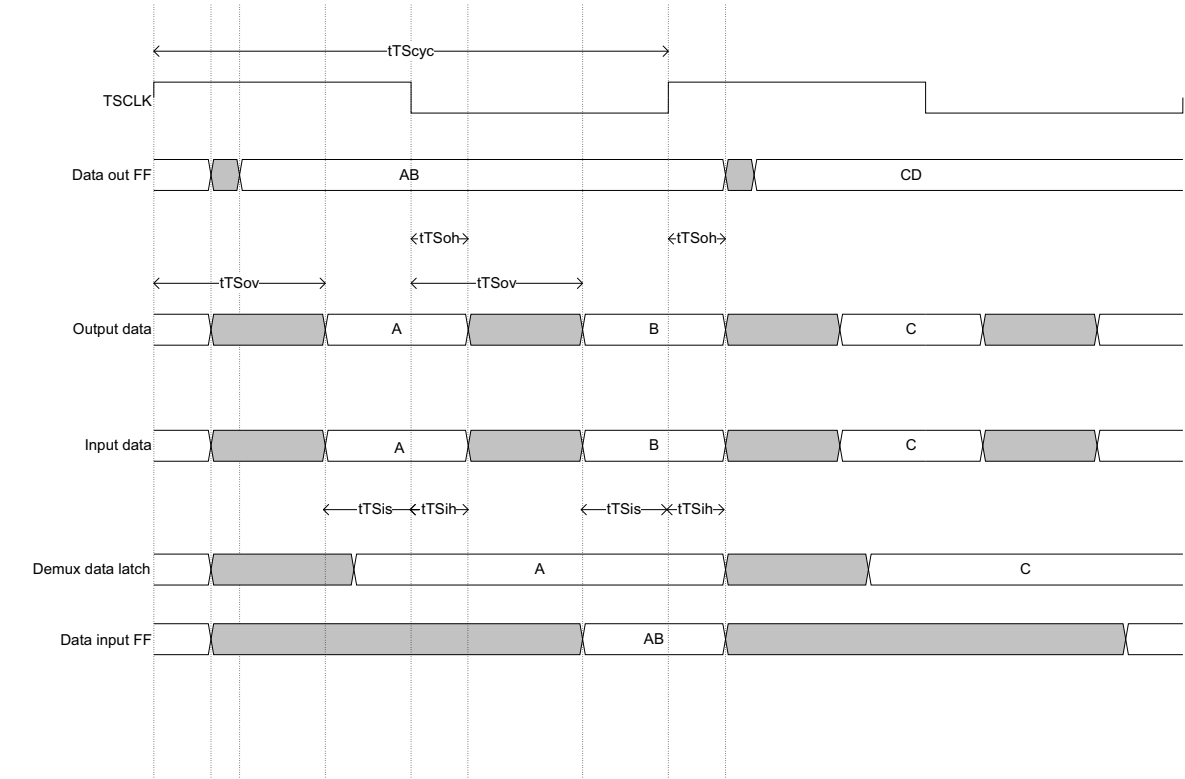 tTScyc
TSCLK
Data out FF AB CD
tTSoh tTSoh
tTSov tTSov
Output data A B C
Input data A B C
tTSis tTSih tTSis tTSih
Demux data latch A C
Data input FF AB